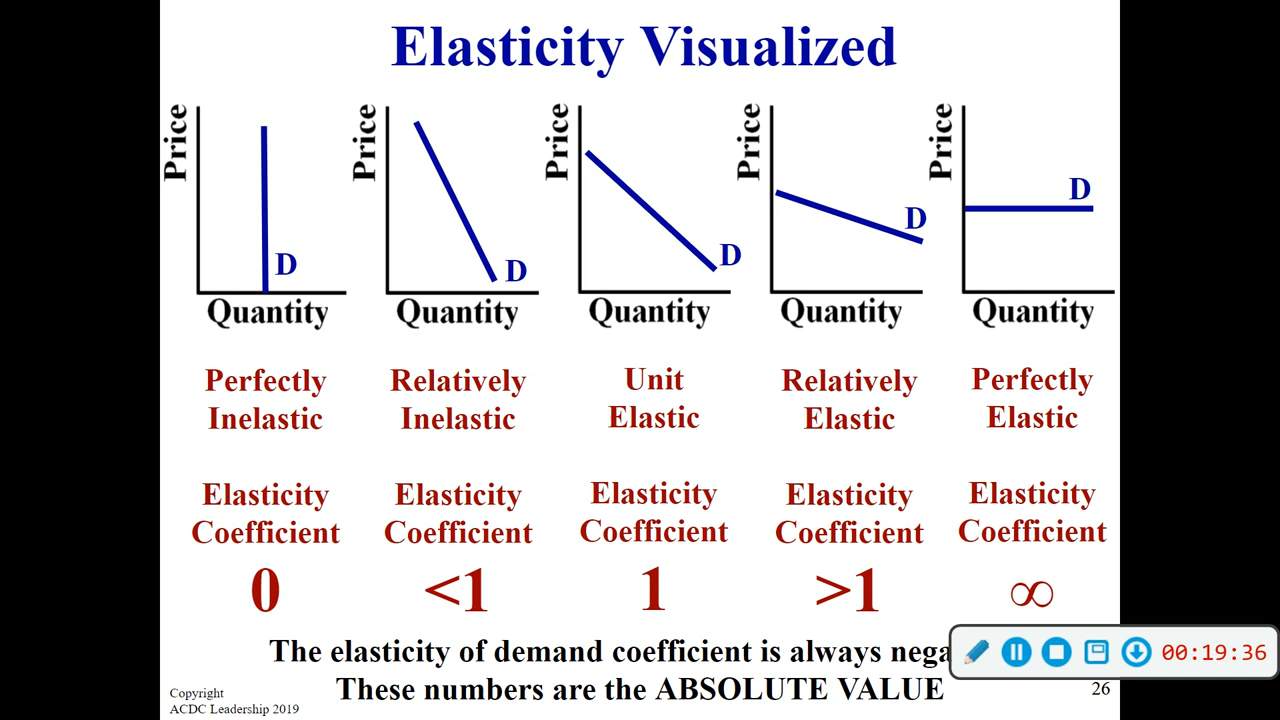 Elasticity Visualized
Price
D
Quantity
Price
D
Quantity
Price
D
Quantity
Price
D
Quantity
Price
D
Quantity
Perfectly
Inelastic
Relatively
Inelastic
Unit
Elastic
Relatively
Elastic
Perfectly
Elastic
Elasticity
Coefficient
0
Elasticity
Coefficient
<1
Elasticity
Coefficient
1
Elasticity
Coefficient
>1
Elasticity
Coefficient
∞
The elasticity of demand coefficient is always
These numbers are the ABSOLUTE VALUE
Copyright
ACDC Leadership 2019
26
00:19:36